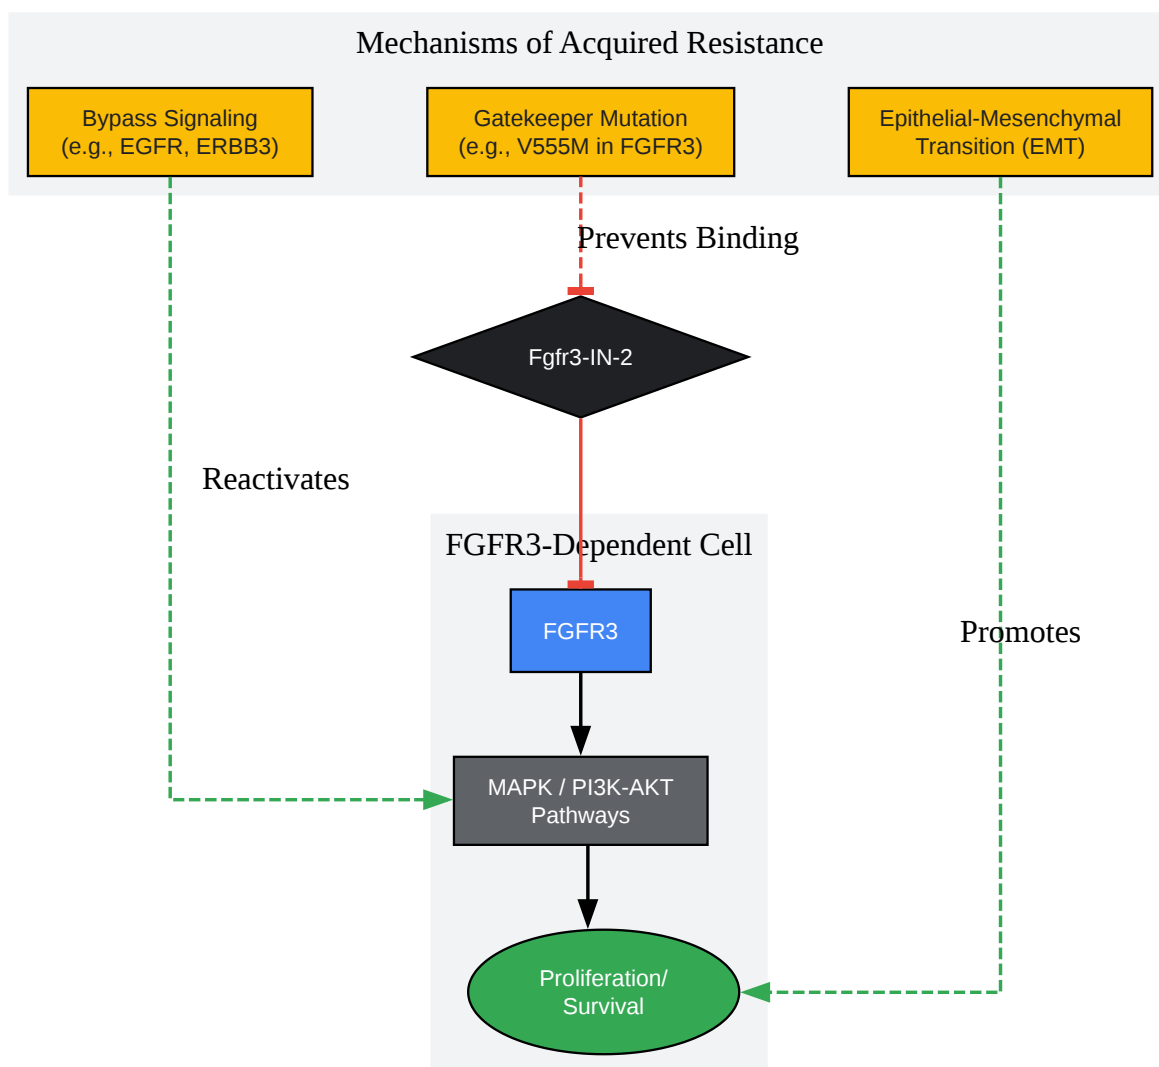 Mechanisms of Acquired Resistance
Bypass Signaling
(e.g., EGFR, ERBB3)
Gatekeeper Mutation
(e.g., V555M in FGFR3)
Epithelial-Mesenchymal
Transition (EMT)
Prevents Binding
Fgfr3-IN-2
Reactivates
FGFR3-Dependent Cell
FGFR3
Promotes
MAPK / PI3K-AKT
Pathways
Proliferation/
Survival